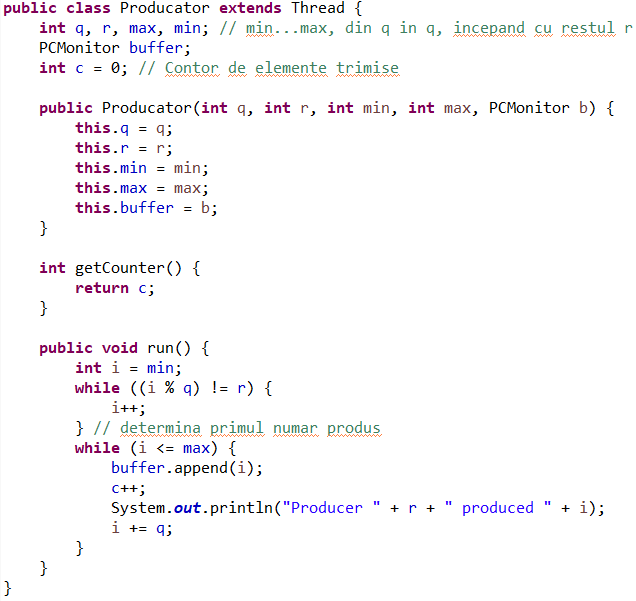 public class Producator extends Thread {
    int q, r, max, min; // min...max, din q in q, incepand cu restul r
    PCMonitor buffer;
    int c = 0; // Contor de elemente trimise

    public Producator(int q, int r, int min, int max, PCMonitor b) {
        this.q = q;
        this.r = r;
        this.min = min;
        this.max = max;
        this.buffer = b;
    }

    int getCounter() {
        return c;
    }

    public void run() {
        int i = min;
        while ((i % q) != r) {
            i++;
        } // determina primul numar produs
        while (i <= max) {
            buffer.append(i);
            c++;
            System.out.println("Producer " + r + " produced " + i);
            i += q;
        }
    }
}